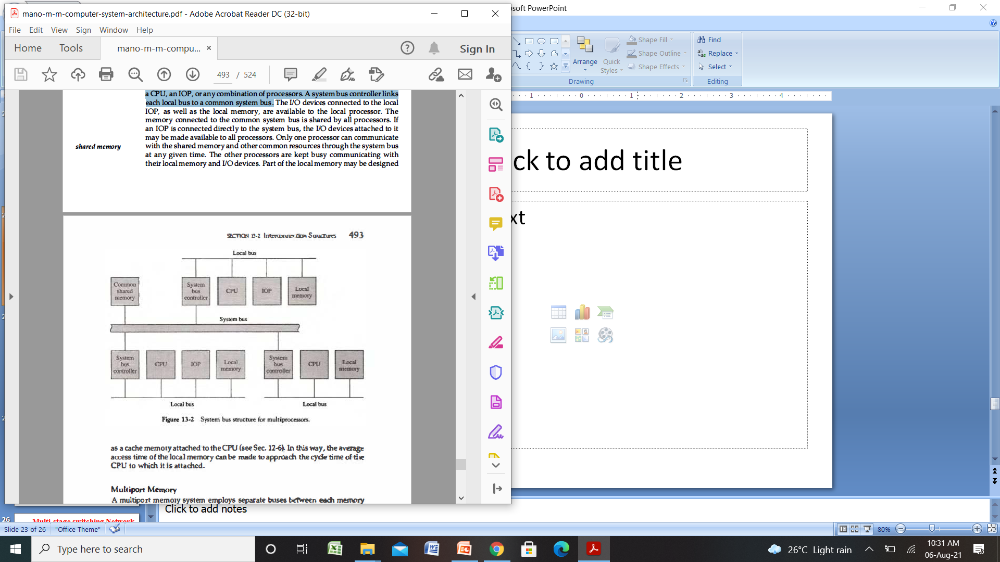 mano-m-m-computer-system-architecture.pdf - Adobe Acrobat Reader DC (32-bit)
osoft PowerPoint
File Edit View Sign Window Help
Home Tools mano-m-m-compu... × Sign In
493 / 524
Arrange
Quick Styles
Shape Fill
Shape Outline
Shape Effects
Drawing
Find
Replace
Select
Editing
1 0 1 2 3 4
a CPU, an IOP, or any combination of processors. A system bus controller links
each local bus to a common system bus. The I/O devices connected to the local
IOP, as well as the local memory, are available to the local processor. The
memory connected to the common system bus is shared by all processors. If
an IOP is connected directly to the system bus, the I/O devices attached to it
may be made available to all processors. Only one processor can communicate
shared memory
with the shared memory and other common resources through the system bus
at any given time. The other processors are kept busy communicating with
their local memory and I/O devices. Part of the local memory may be designed
SECTION 13-2 Interconnection Structures 493
Local bus
Common shared memory
System bus controller
CPU
IOP
Local memory
System bus
System bus controller
CPU
IOP
Local memory
System bus controller
CPU
Local memory
Local bus
Local bus
Figure 13-2 System bus structure for multiprocessors.
as a cache memory attached to the CPU (see Sec. 12-6). In this way, the average
access time of the local memory can be made to approach the cycle time of the
CPU to which it is attached.
Multiport Memory
A multiport memory system employs separate buses between each memory
ck to add title
xt
Click to add notes
26
Multi stage switching Network
Slide 23 of 26 "Office Theme"
80%
Type here to search
26°C Light rain
10:31 AM
06-Aug-21